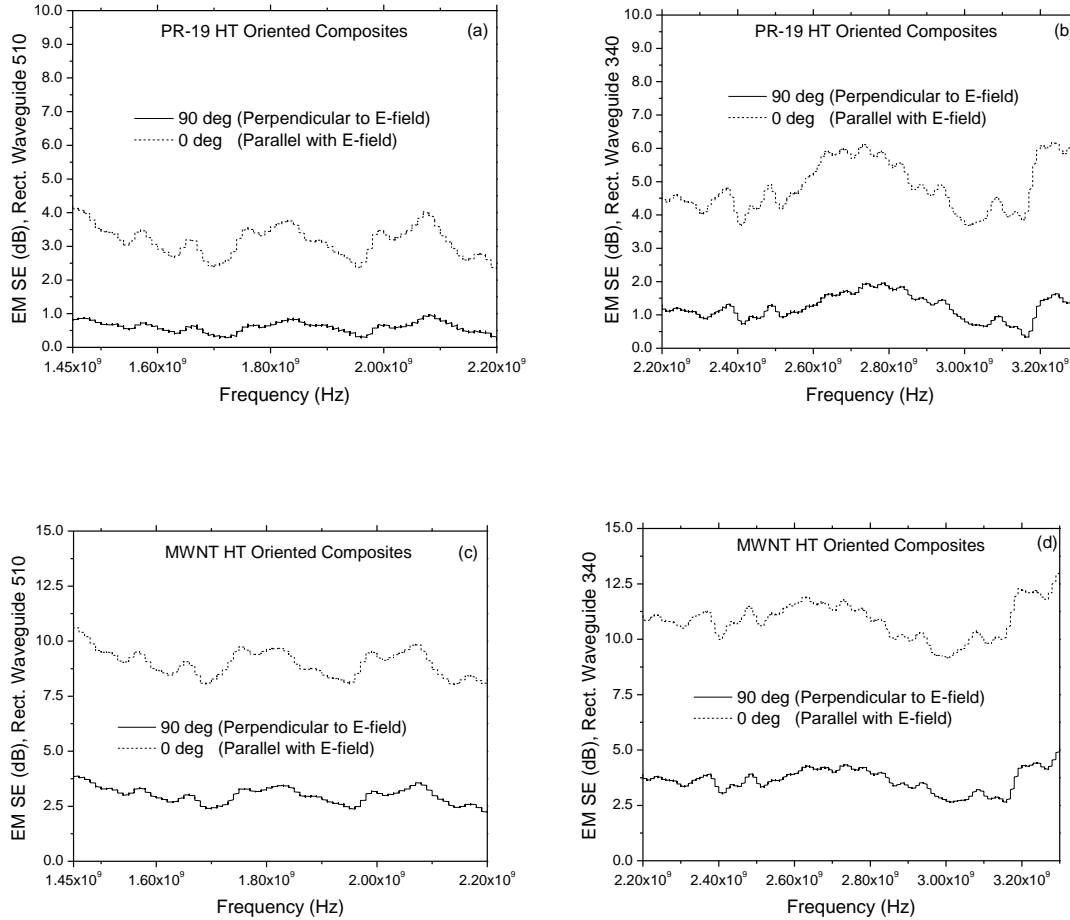 PR-19 HT Oriented Composites
(a)
EM SE (dB), Rect. Waveguide 510
10.0
9.0
8.0
7.0
6.0
5.0
4.0
3.0
2.0
1.0
0.0
90 deg (Perpendicular to E-field)
0 deg (Parallel with E-field)
1.45x10⁹
1.60x10⁹
1.80x10⁹
2.00x10⁹
2.20x10⁹
Frequency (Hz)
PR-19 HT Oriented Composites
(b)
EM SE (dB), Rect. Waveguide 340
10.0
9.0
8.0
7.0
6.0
5.0
4.0
3.0
2.0
1.0
0.0
90 deg (Perpendicular to E-field)
0 deg (Parallel with E-field)
2.20x10⁹
2.40x10⁹
2.60x10⁹
2.80x10⁹
3.00x10⁹
3.20x10⁹
Frequency (Hz)
MWNT HT Oriented Composites
(c)
EM SE (dB), Rect. Waveguide 510
15.0
12.5
10.0
7.5
5.0
2.5
0.0
90 deg (Perpendicular to E-field)
0 deg (Parallel with E-field)
1.45x10⁹
1.60x10⁹
1.80x10⁹
2.00x10⁹
2.20x10⁹
Frequency (Hz)
MWNT HT Oriented Composites
(d)
EM SE (dB), Rect. Waveguide 340
15.0
12.5
10.0
7.5
5.0
2.5
0.0
90 deg (Perpendicular to E-field)
0 deg (Parallel with E-field)
2.20x10⁹
2.40x10⁹
2.60x10⁹
2.80x10⁹
3.00x10⁹
3.20x10⁹
Frequency (Hz)